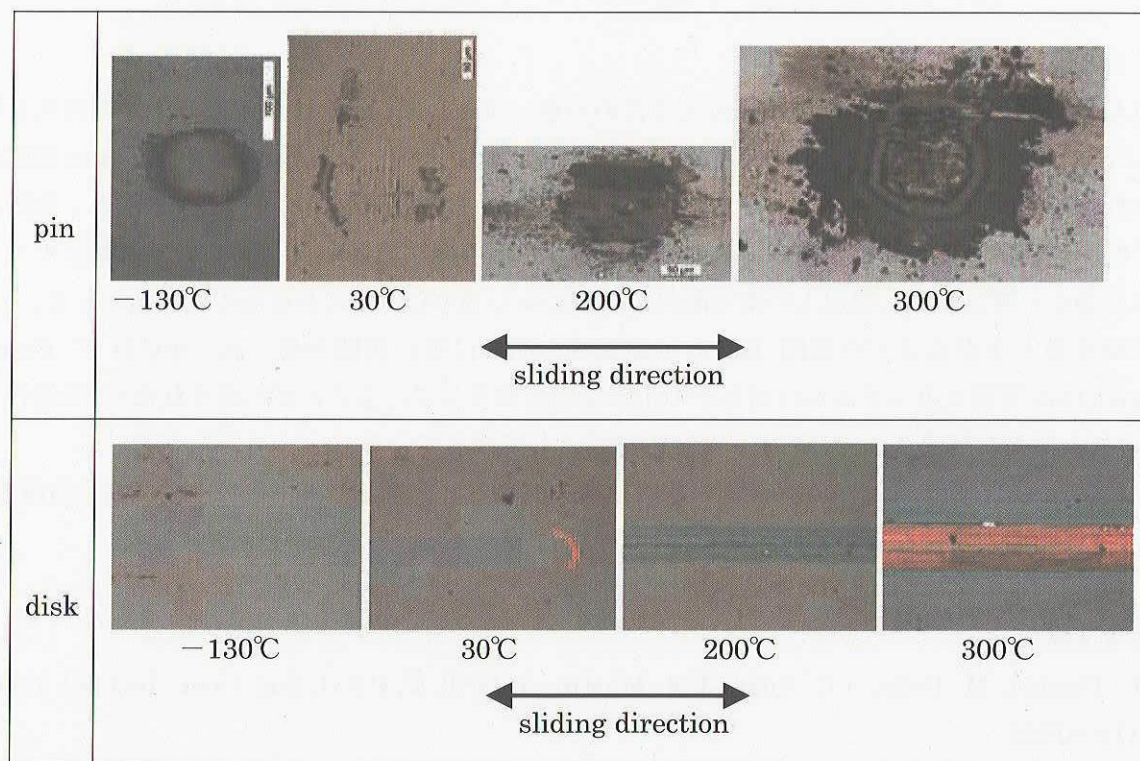 pin
−130℃ 30℃ 200℃ 300℃
sliding direction
disk
−130℃ 30℃ 200℃ 300℃
sliding direction